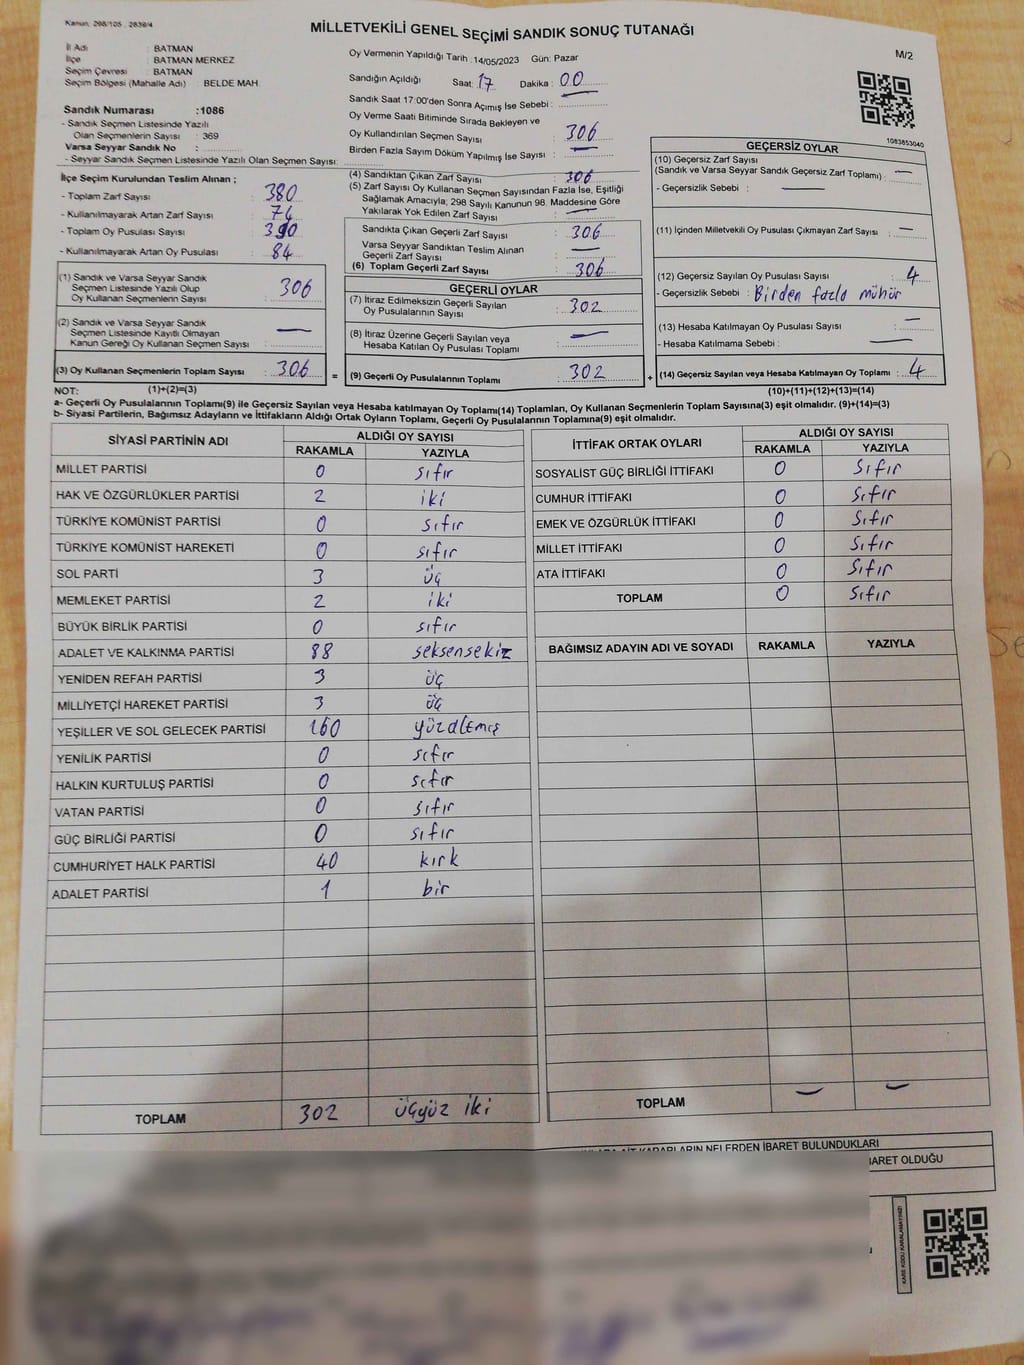 Kanun, 298/105 , 2839/4
MİLLETVEKİLİ GENEL SEÇİMİ SANDIK SONUÇ TUTANAĞI
M/2
İl Adı : BATMAN
İlçe : BATMAN MERKEZ
Seçim Çevresi : BATMAN
Seçim Bölgesi (Mahalle Adı) : BELDE MAH.
Sandık Numarası :1086
- Sandık Seçmen Listesinde Yazılı
Olan Seçmenlerin Sayısı : 369
Varsa Seyyar Sandık No :
- Seyyar Sandık Seçmen Listesinde Yazılı Olan Seçmen Sayısı:
Oy Vermenin Yapıldığı Tarih :14/05/2023 Gün: Pazar
Sandığın Açıldığı Saat: 17 Dakika : 00
Sandık Saat 17:00'den Sonra Açımış İse Sebebi :
Oy Verme Saati Bitiminde Sırada Bekleyen ve
Oy Kullandırılan Seçmen Sayısı : 306
Birden Fazla Sayım Döküm Yapılmış İse Sayısı : —
1083853040
İlçe Seçim Kurulundan Teslim Alınan ;
- Toplam Zarf Sayısı : 380
- Kullanılmayarak Artan Zarf Sayısı : 74
- Toplam Oy Pusulası Sayısı : 390
- Kullanılmayarak Artan Oy Pusulası : 84
(1) Sandık ve Varsa Seyyar Sandık
Seçmen Listesinde Yazılı Olup
Oy Kullanan Seçmenlerin Sayısı : 306
(2) Sandık ve Varsa Seyyar Sandık
Seçmen Listesinde Kayıtlı Olmayan
Kanun Gereği Oy Kullanan Seçmen Sayısı : —
(3) Oy Kullanan Seçmenlerin Toplam Sayısı : 306
(4) Sandıktan Çıkan Zarf Sayısı : 306
(5) Zarf Sayısı Oy Kullanan Seçmen Sayısından Fazla İse, Eşitliği
Sağlamak Amacıyla; 298 Sayılı Kanunun 98. Maddesine Göre
Yakılarak Yok Edilen Zarf Sayısı : —
Sandıkta Çıkan Geçerli Zarf Sayısı : 306
Varsa Seyyar Sandıktan Teslim Alınan
Geçerli Zarf Sayısı : —
(6) Toplam Geçerli Zarf Sayısı : 306
GEÇERLİ OYLAR
(7) İtiraz Edilmeksizin Geçerli Sayılan
Oy Pusulalarının Sayısı : 302
(8) İtiraz Üzerine Geçerli Sayılan veya
Hesaba Katılan Oy Pusulası Toplamı : —
= (9) Geçerli Oy Pusulalarının Toplamı : 302
GEÇERSİZ OYLAR
(10) Geçersiz Zarf Sayısı
(Sandık ve Varsa Seyyar Sandık Geçersiz Zarf Toplamı) : —
- Geçersizlik Sebebi : —
(11) İçinden Milletvekili Oy Pusulası Çıkmayan Zarf Sayısı : —
(12) Geçersiz Sayılan Oy Pusulası Sayısı : 4
- Geçersizlik Sebebi : Birden fazla mühür
(13) Hesaba Katılmayan Oy Pusulası Sayısı : —
- Hesaba Katılmama Sebebi : —
+ (14) Geçersiz Sayılan veya Hesaba Katılmayan Oy Toplamı : 4
NOT: (1)+(2)=(3) (10)+(11)+(12)+(13)=(14)
a- Geçerli Oy Pusulalarının Toplamı(9) ile Geçersiz Sayılan veya Hesaba katılmayan Oy Toplamı(14) Toplamları, Oy Kullanan Seçmenlerin Toplam Sayısına(3) eşit olmalıdır. (9)+(14)=(3)
b- Siyasi Partilerin, Bağımsız Adayların ve İttifakların Aldığı Ortak Oyların Toplamı, Geçerli Oy Pusulalarının Toplamına(9) eşit olmalıdır.
SİYASİ PARTİNİN ADI ALDIĞI OY SAYISI
RAKAMLA YAZIYLA
MİLLET PARTİSİ 0 sıfır
HAK VE ÖZGÜRLÜKLER PARTİSİ 2 iki
TÜRKİYE KOMÜNİST PARTİSİ 0 sıfır
TÜRKİYE KOMÜNİST HAREKETİ 0 sıfır
SOL PARTİ 3 üç
MEMLEKET PARTİSİ 2 iki
BÜYÜK BİRLİK PARTİSİ 0 sıfır
ADALET VE KALKINMA PARTİSİ 88 seksensekiz
YENİDEN REFAH PARTİSİ 3 üç
MİLLİYETÇİ HAREKET PARTİSİ 3 üç
YEŞİLLER VE SOL GELECEK PARTİSİ 160 yüzaltmış
YENİLİK PARTİSİ 0 sıfır
HALKIN KURTULUŞ PARTİSİ 0 sıfır
VATAN PARTİSİ 0 sıfır
GÜÇ BİRLİĞİ PARTİSİ 0 sıfır
CUMHURİYET HALK PARTİSİ 40 kırk
ADALET PARTİSİ 1 bir
TOPLAM 302 üçyüz iki
İTTİFAK ORTAK OYLARI ALDIĞI OY SAYISI
RAKAMLA YAZIYLA
SOSYALİST GÜÇ BİRLİĞİ İTTİFAKI 0 sıfır
CUMHUR İTTİFAKI 0 sıfır
EMEK VE ÖZGÜRLÜK İTTİFAKI 0 sıfır
MİLLET İTTİFAKI 0 sıfır
ATA İTTİFAKI 0 sıfır
TOPLAM 0 sıfır
BAĞIMSIZ ADAYIN ADI VE SOYADI RAKAMLA YAZIYLA
TOPLAM — —
KARARLARIN NELERDEN İBARET BULUNDUKLARI
BARET OLDUĞU
KARE KODU KARALAMAYINIZ!